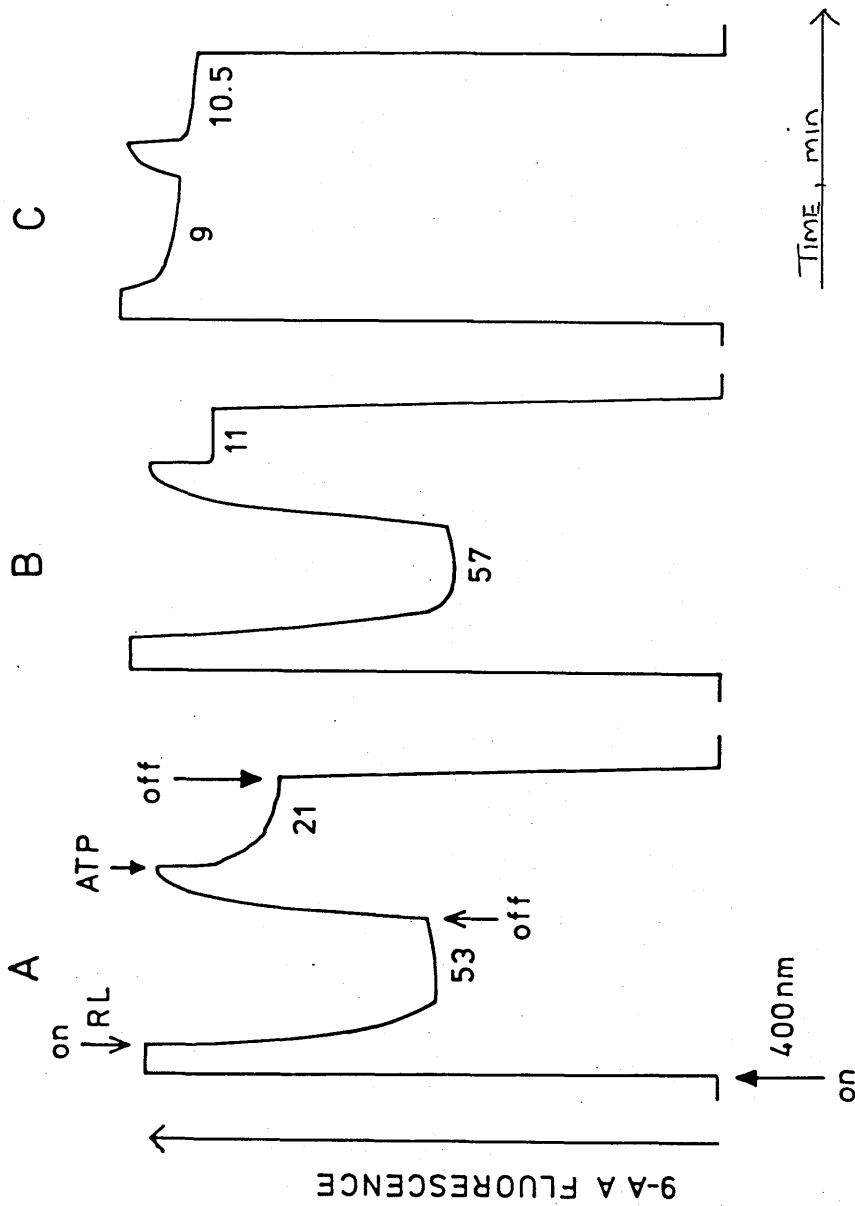 A
B
C
on
RL
ATP
off
53
off
21
57
11
9
10.5
9-A A FLUORESCENCE
400nm
on
TIME, min